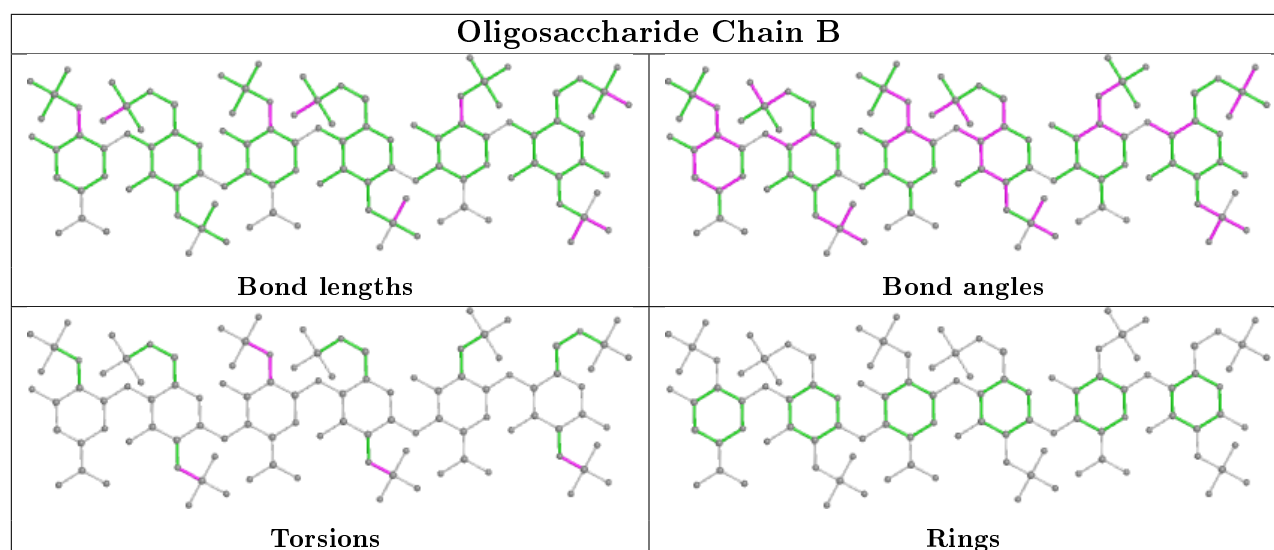 Oligosaccharide Chain B
Bond lengths
Bond angles
Torsions
Rings